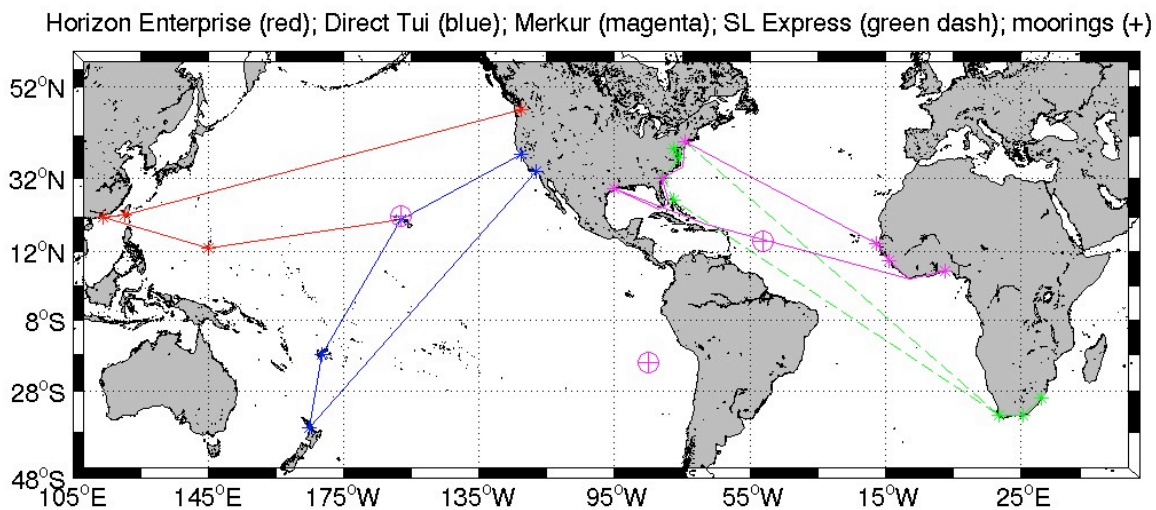 Horizon Enterprise (red); Direct Tui (blue); Merkur (magenta); SL Express (green dash); moorings (+)
52°N
32°N
12°N
8°S
28°S
48°S
105°E 145°E 175°W 135°W 95°W 55°W 15°W 25°E